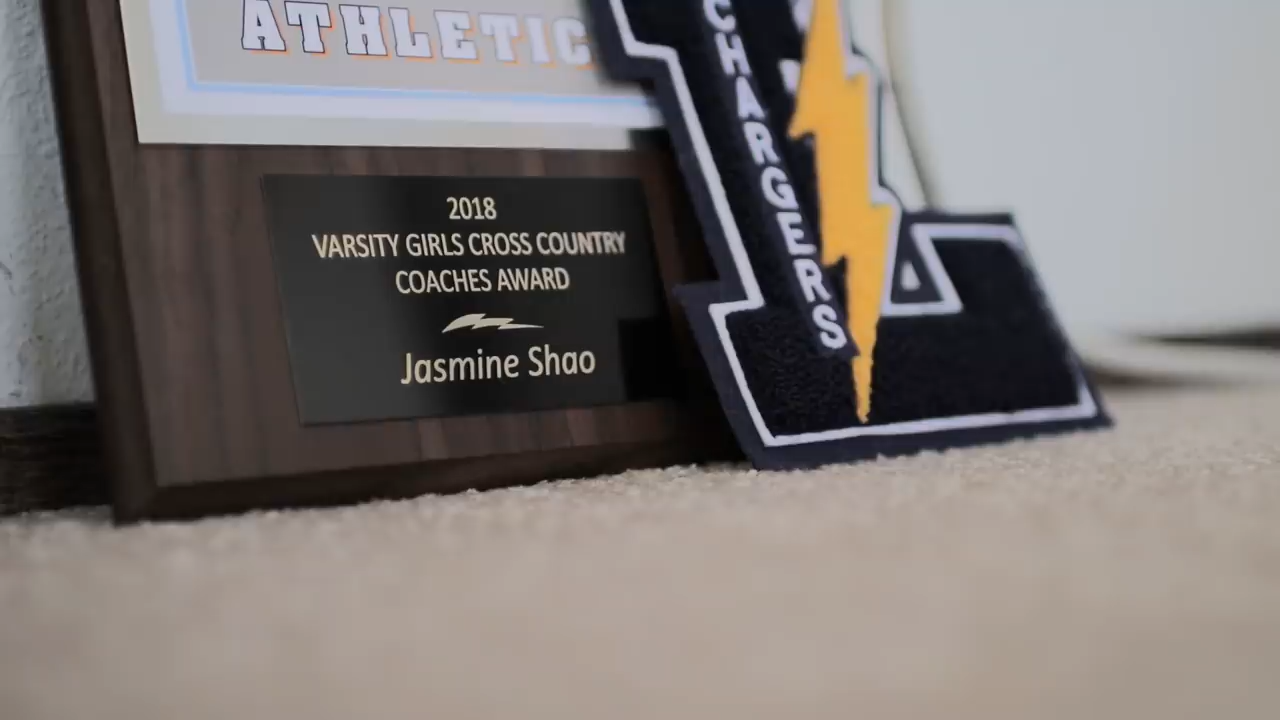 ATHLETIC
2018
VARSITY GIRLS CROSS COUNTRY
COACHES AWARD
Jasmine Shao
CHARGERS
L